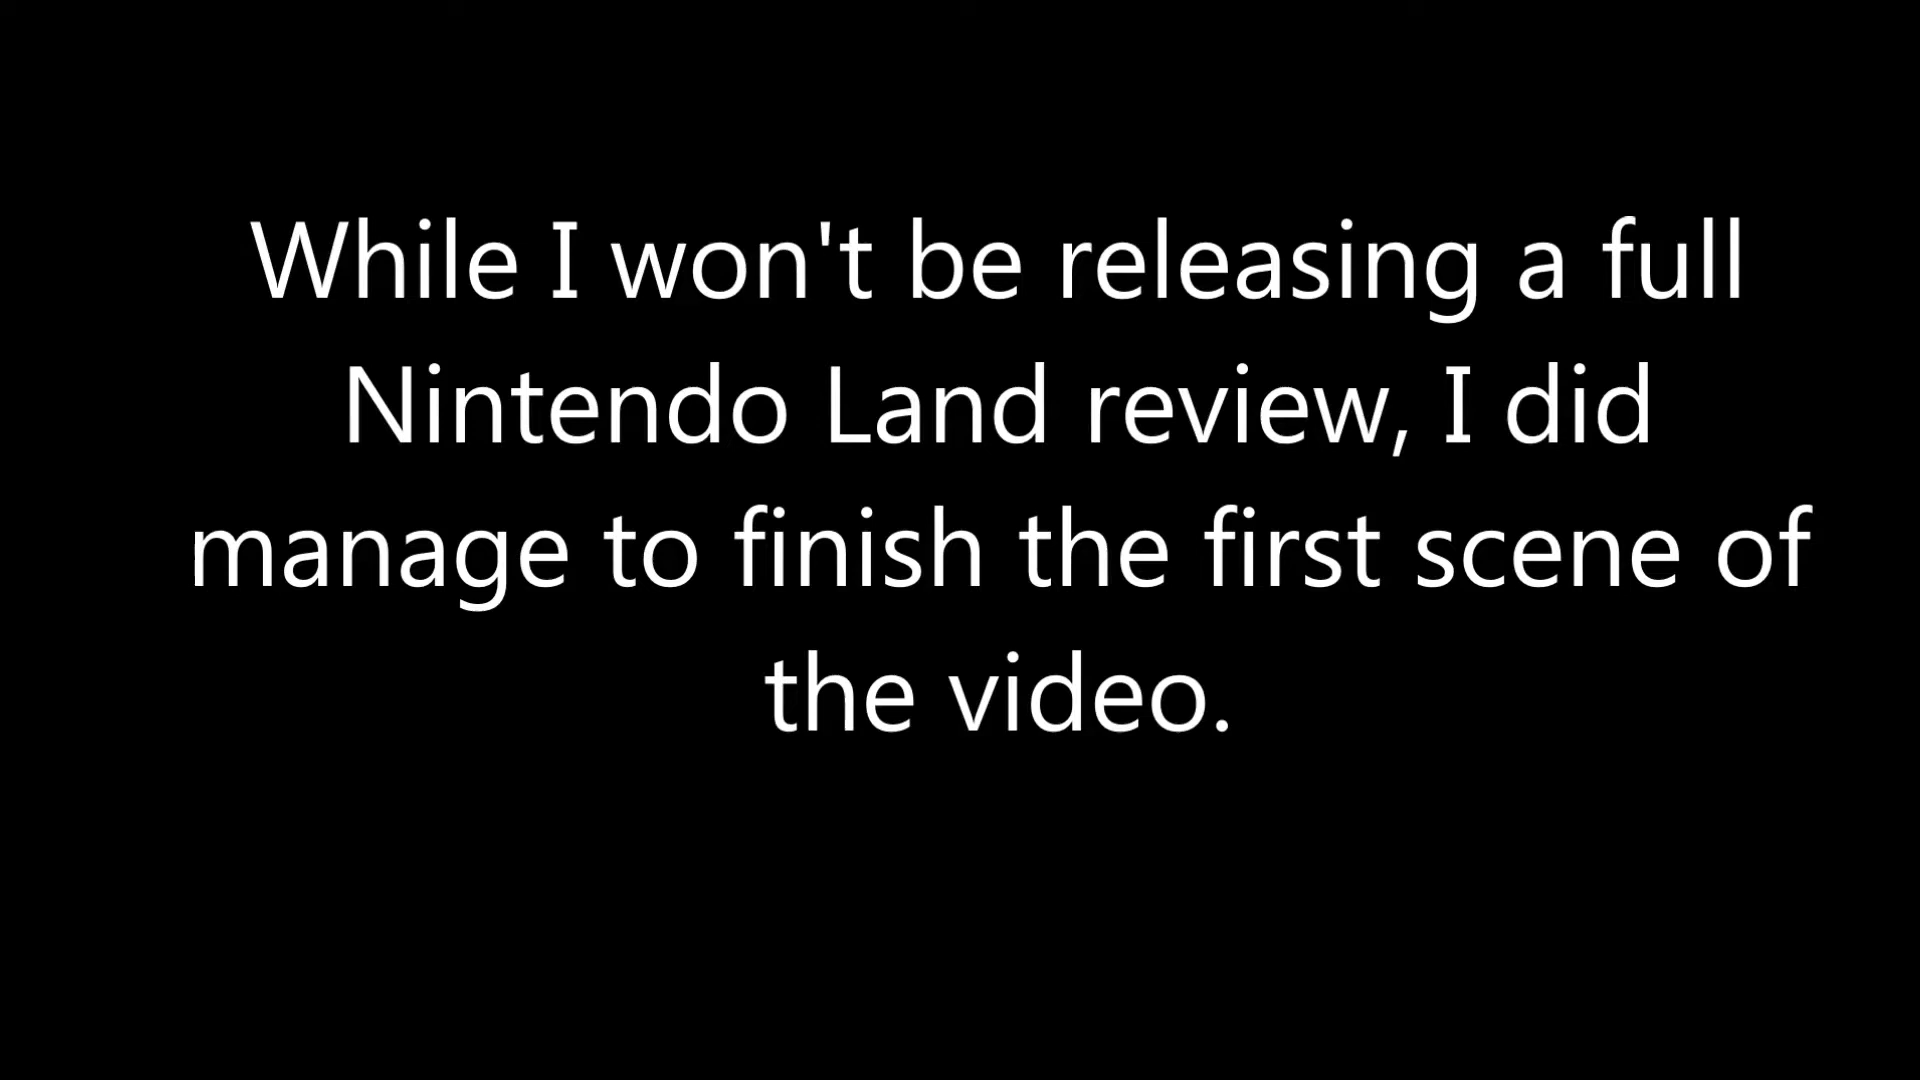 While I won't be releasing a full
Nintendo Land review, I did
manage to finish the first scene of
the video.